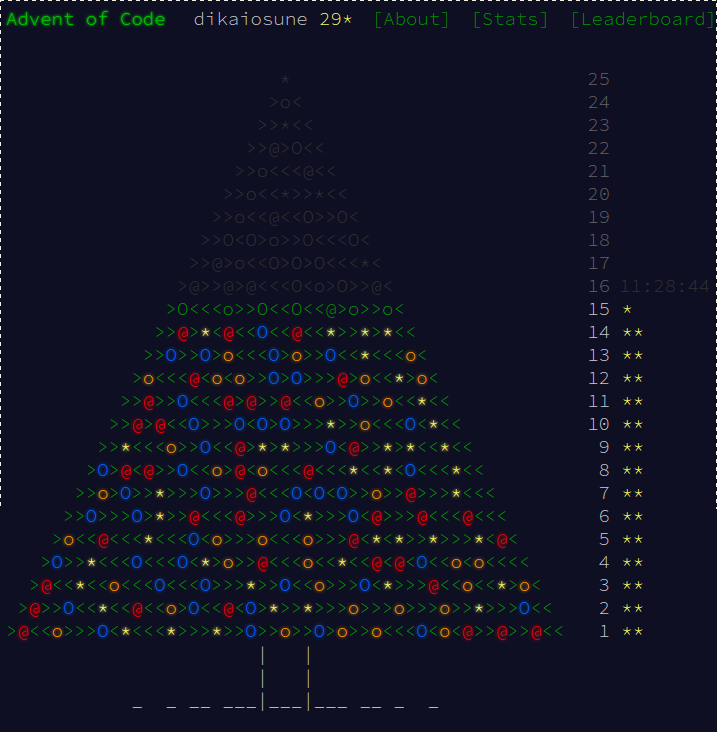 Advent of Code dikaiosune 29* [About] [Stats] [Leaderboard]
* 25
>o< 24
>>*<< 23
>>@>O<< 22
>>o<<<@<< 21
>>o<<*>>*<< 20
>>o<<@<<O>>O< 19
>>O<O>o>>O<<<O< 18
>>@>o<<O>O>O<<<*< 17
>@>>@>@<<<O<o>O>>@< 16 11:28:44
>O<<<o>>O<<O<<@>o>>o< 15 *
>>@>*<@<<O<<@<<*>>*>*<< 14 **
>>O>>O>o<<<O>o>>O<<*<<<o< 13 **
>o<<<@<o<o>>O>O>>>@>o<<*>o< 12 **
>>@>>O<<<@>@>>@<<o>>O>>o<<*<< 11 **
>>@>@<<O>>>O<O<O>>>*>>o<<<O<*<< 10 **
>>*<<<o>>O<<@>*>*>>>O<@>>*>*<<*<< 9 **
>O>@<@>>O<<o>@>o<<<@<<<*<<*<O<<<*<< 8 **
>>o>O>>*>>>>>>>@<<<O<O<O>>o>>@>>>*<<< 7 **
>>O>>>O>*>>@<<<@>>>>>O<*>>>O<@>>>@<<<@<< 6 **
>o<<@<<<*<<<O<o>>>o>>>>@<*<*>>*>>>*<@< 5 **
>O>>*<<<O<<<O<*>o>>@<<<o<<*<<@<@<O<<o<o<<<< 4 **
>@<<*<<o<<<O<<<O>>>*>>O<<o>>>O<*>>>@<<o<<*>o< 3 **
>@>>O<<*<<@<<o>O<<@<O>*>>*>>>o>>>o>>>o>>*>>>O<< 2 **
>@<<o>>>O<*<<<*>>>*>>O>>o>>O>o>>o<<<O<o<@>>@>>@<< 1 **
| |
| |
_ _ __ ___|___|___ __ _ _